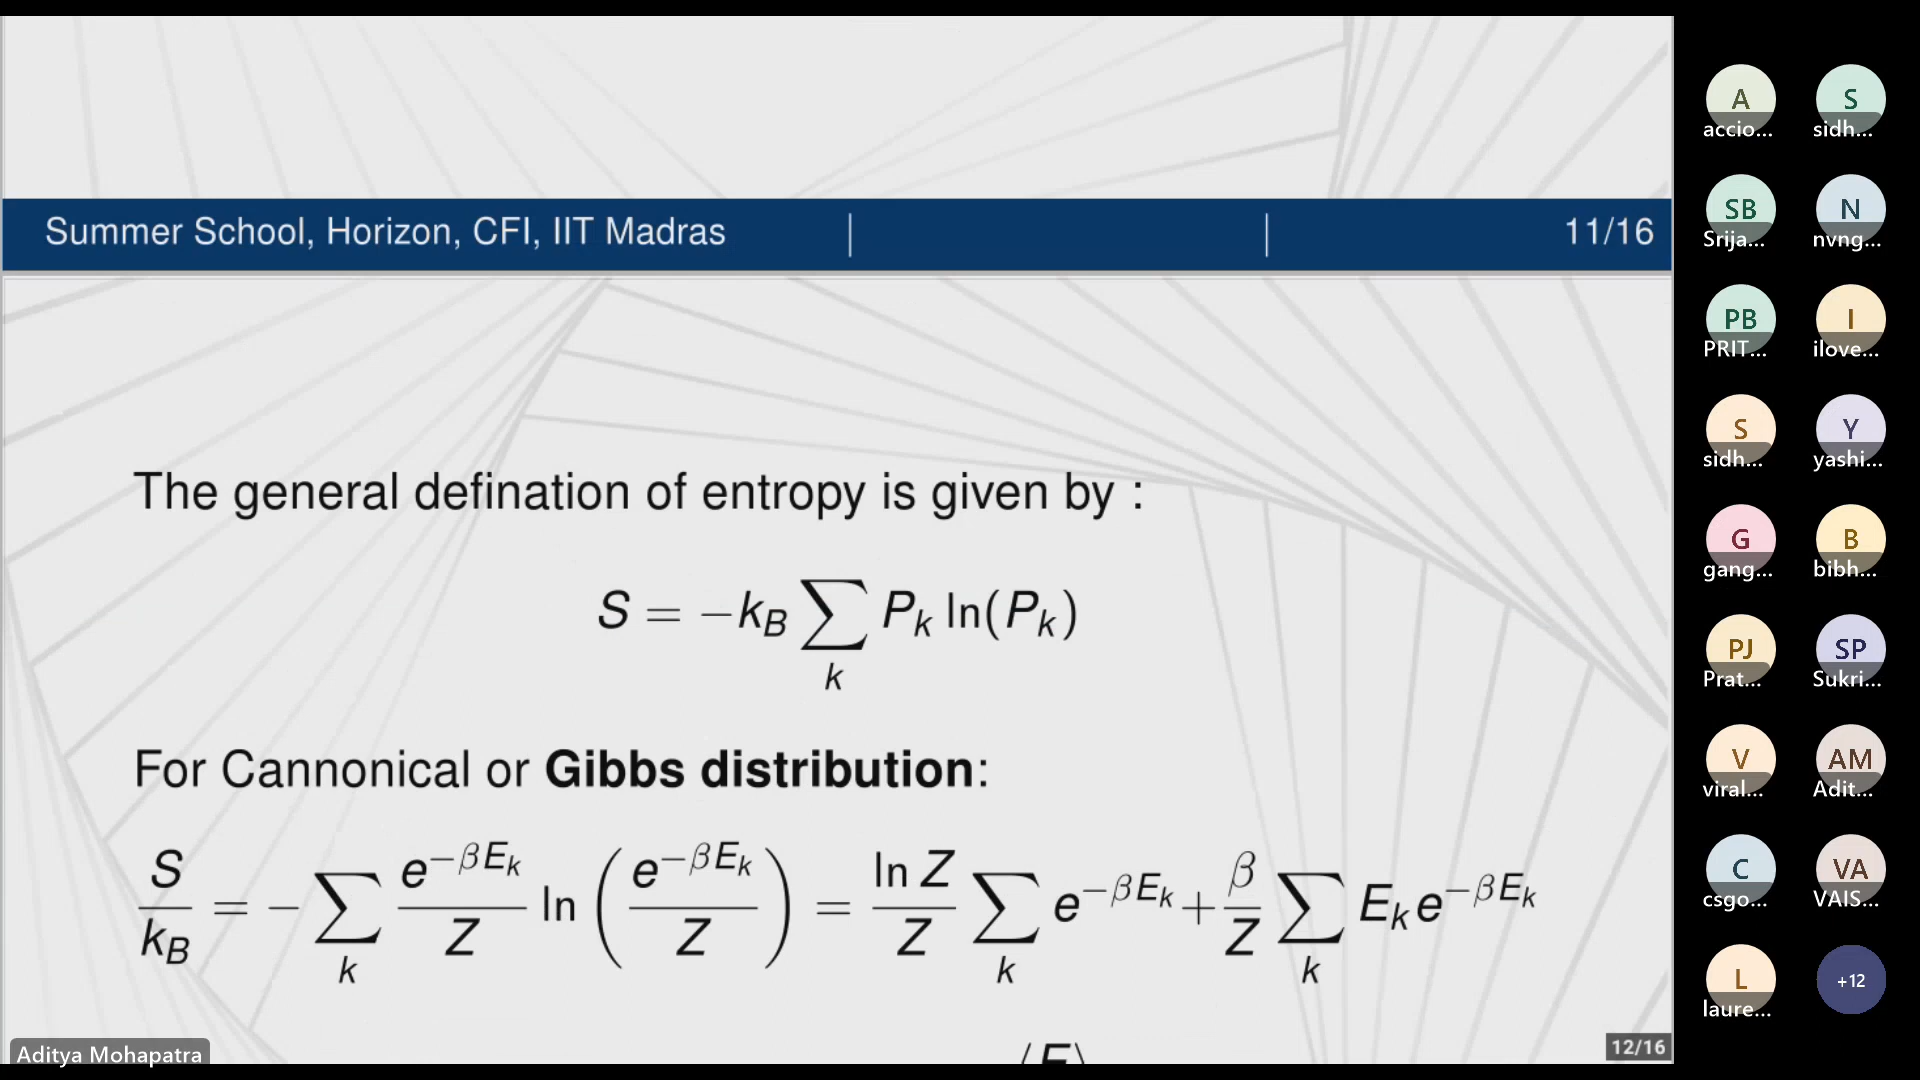 Summer School, Horizon, CFI, IIT Madras 11/16
The general defination of entropy is given by :
S = −k_B ∑_k P_k ln(P_k)
For Cannonical or Gibbs distribution:
S/k_B = − ∑_k e^{−βE_k}/Z ln (e^{−βE_k}/Z) = ln Z/Z ∑_k e^{−βE_k} + β/Z ∑_k E_k e^{−βE_k}
Aditya Mohapatra
12/16
A S
accio... sidh...
SB N
Srija... nvng...
PB I
PRIT... ilove...
S Y
sidh... yashi...
G B
gang... bibh...
PJ SP
Prat... Sukri...
V AM
viral... Adit...
C VA
csgo... VAIS...
L +12
laure...